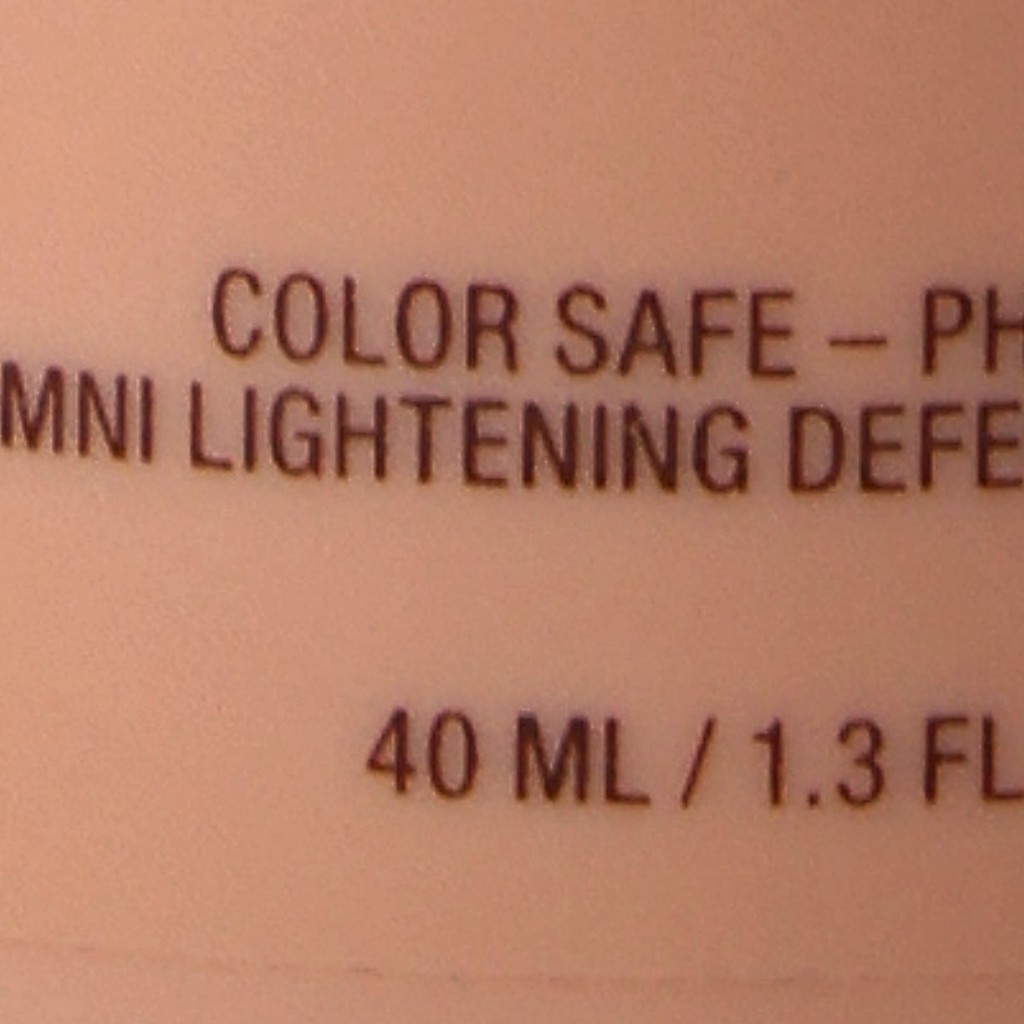 COLOR SAFE – PH
MNI LIGHTENING DEFE
40 ML / 1.3 FL